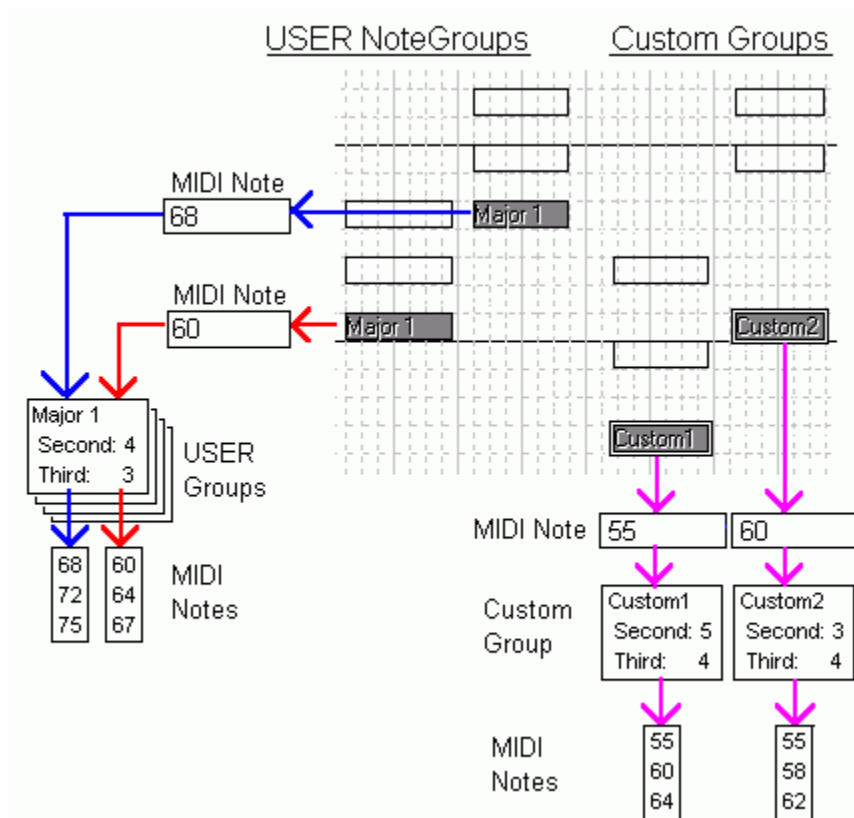 USER NoteGroups
Custom Groups
MIDI Note
68
Major 1
MIDI Note
60
Major 1
Custom2
Major 1
Second: 4
Third: 3
USER
Groups
Custom1
68
72
75
60
64
67
MIDI
Notes
MIDI Note
55
60
Custom
Group
Custom1
Second: 5
Third: 4
Custom2
Second: 3
Third: 4
MIDI
Notes
55
60
64
55
58
62